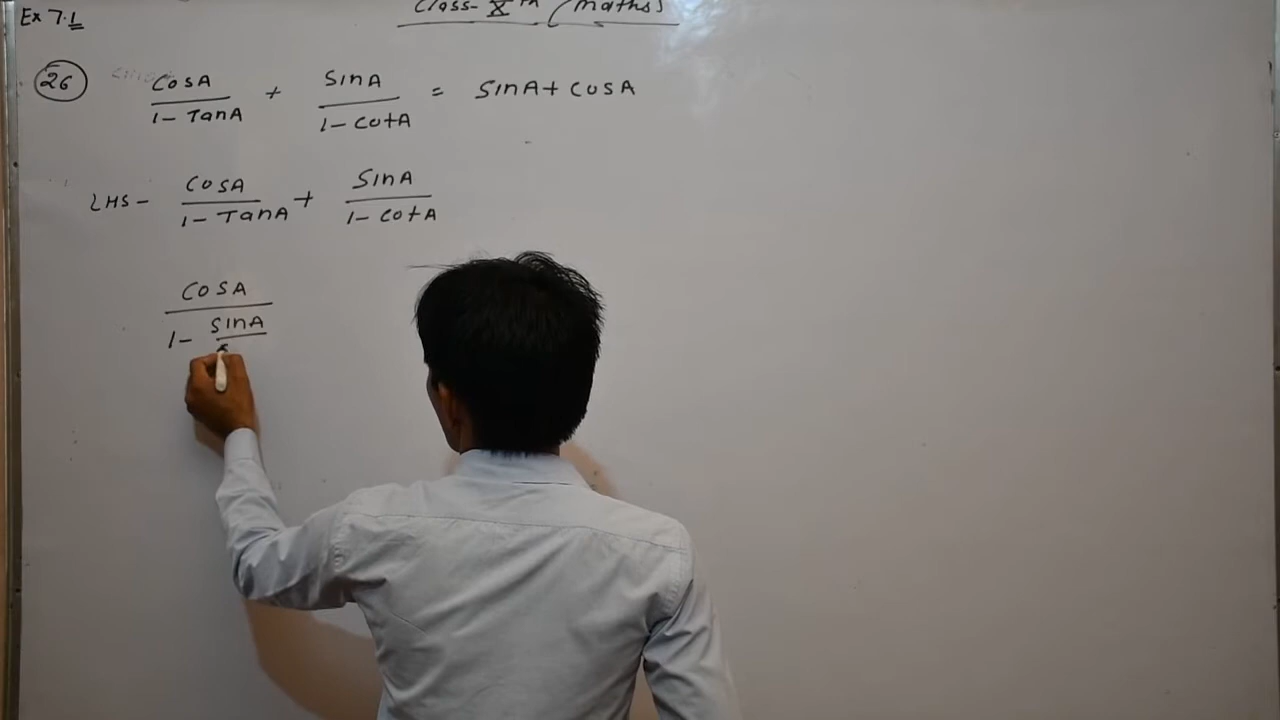 Ex 7.1
Class-Xth (Maths)
26 CosA / 1-TanA + SinA / 1-CotA = SinA+CosA
LHS- CosA / 1-TanA + SinA / 1-CotA
CosA / 1- SinA /